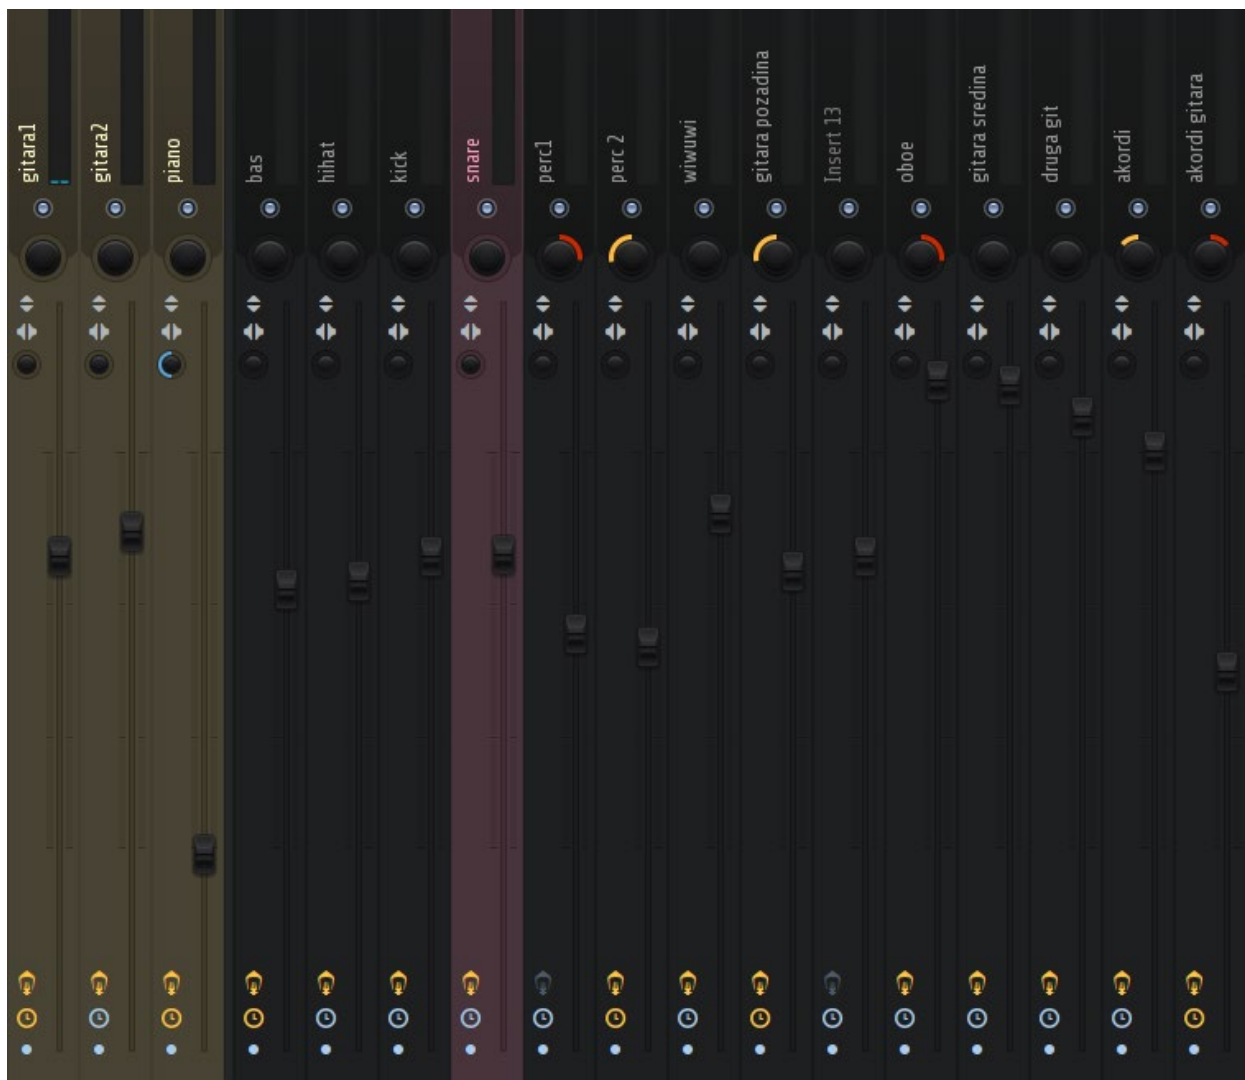 gitara1
gitara2
piano
bas
hihat
kick
snare
perc1
perc 2
wiwuwi
gitara pozadina
Insert 13
oboe
gitara sredina
druga git
akordi
akordi gitara